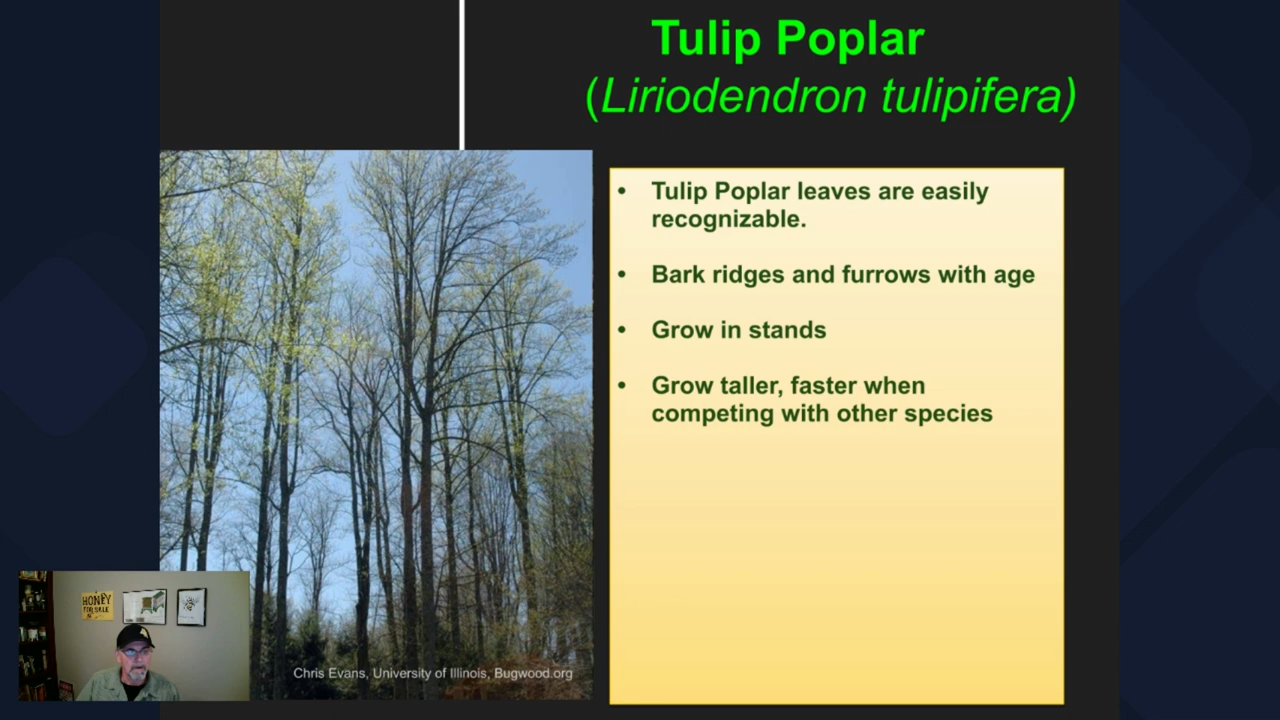 Tulip Poplar
(Liriodendron tulipifera)
• Tulip Poplar leaves are easily
recognizable.
• Bark ridges and furrows with age
• Grow in stands
• Grow taller, faster when
competing with other species
Chris Evans, University of Illinois, Bugwood.org
HONEY
FOR SALE